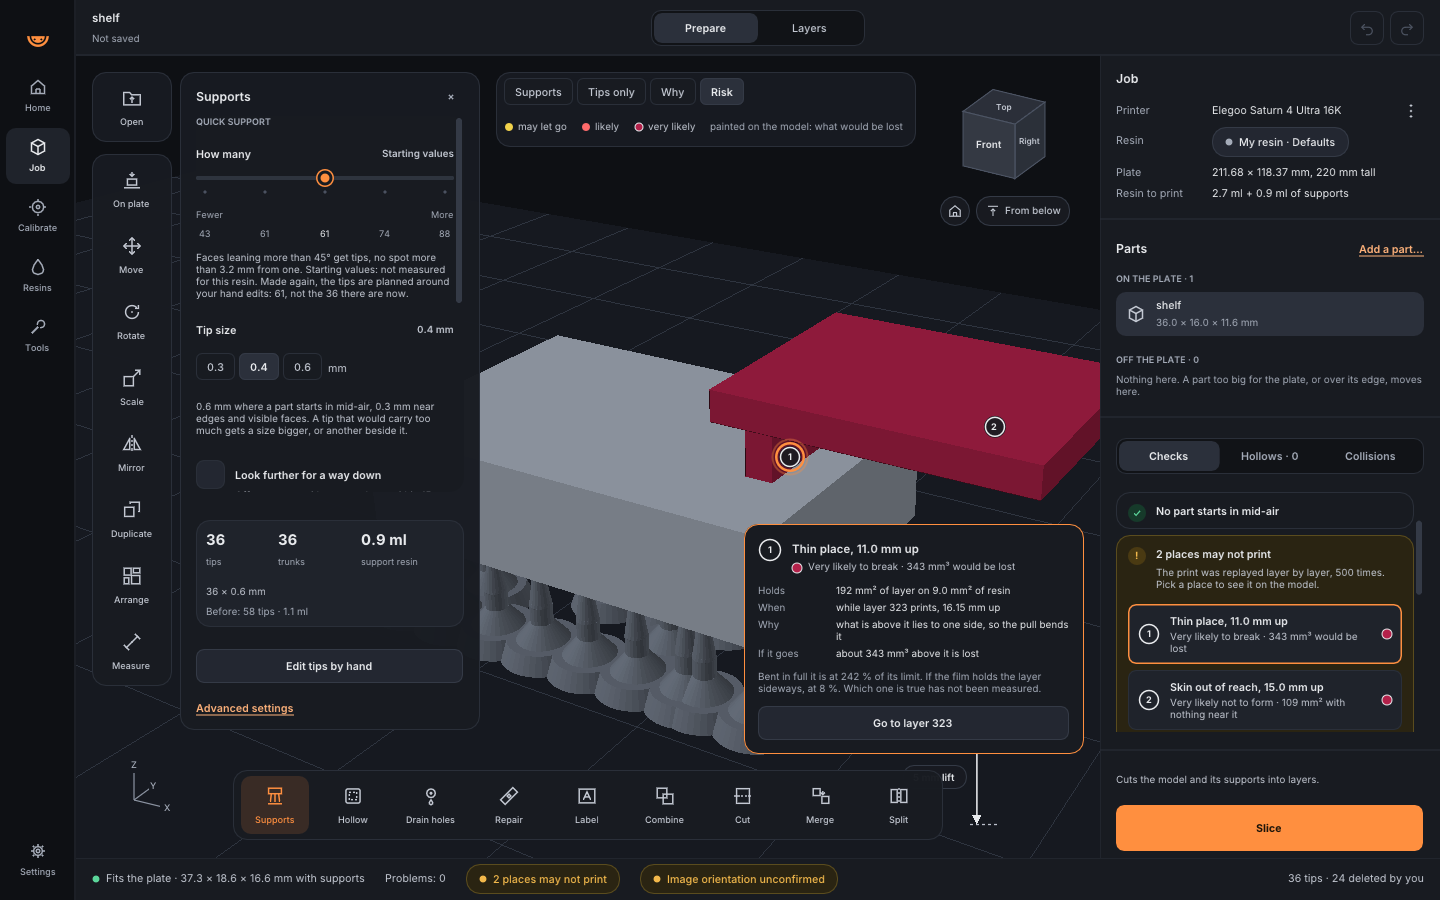 shelf
Not saved
Prepare
Layers
Home
Job
Calibrate
Resins
Tools
Settings
Open
On plate
Move
Rotate
Scale
Mirror
Duplicate
Arrange
Measure
Supports
×
QUICK SUPPORT
How many
Starting values
Fewer
More
43 61 61 74 88
Faces leaning more than 45° get tips, no spot more
than 3.2 mm from one. Starting values: not measured
for this resin. Made again, the tips are planned around
your hand edits: 61, not the 36 there are now.
Tip size
0.4 mm
0.3 0.4 0.6 mm
0.6 mm where a part starts in mid-air, 0.3 mm near
edges and visible faces. A tip that would carry too
much gets a size bigger, or another beside it.
Look further for a way down
36 36 0.9 ml
tips trunks support resin
36 × 0.6 mm
Before: 58 tips · 1.1 ml
Edit tips by hand
Advanced settings
Supports Tips only Why Risk
may let go likely very likely painted on the model: what would be lost
Top
Front
Right
From below
1
2
1
Thin place, 11.0 mm up
Very likely to break · 343 mm³ would be lost
Holds 192 mm² of layer on 9.0 mm² of resin
When while layer 323 prints, 16.15 mm up
Why what is above it lies to one side, so the pull bends
it
If it goes about 343 mm³ above it is lost
Bent in full it is at 242 % of its limit. If the film holds the layer
sideways, at 8 %. Which one is true has not been measured.
Go to layer 323
lift
Z
Y
X
Supports Hollow Drain holes Repair Label Combine Cut Merge Split
Job
Printer Elegoo Saturn 4 Ultra 16K
Resin My resin · Defaults
Plate 211.68 × 118.37 mm, 220 mm tall
Resin to print 2.7 ml + 0.9 ml of supports
Parts
Add a part...
ON THE PLATE · 1
shelf
36.0 × 16.0 × 11.6 mm
OFF THE PLATE · 0
Nothing here. A part too big for the plate, or over its edge, moves
here.
Checks Hollows · 0 Collisions
No part starts in mid-air
! 2 places may not print
The print was replayed layer by layer, 500 times.
Pick a place to see it on the model.
1 Thin place, 11.0 mm up
Very likely to break · 343 mm³ would be
lost
2 Skin out of reach, 15.0 mm up
Very likely not to form · 109 mm² with
nothing near it
Cuts the model and its supports into layers.
Slice
Fits the plate · 37.3 × 18.6 × 16.6 mm with supports
Problems: 0
2 places may not print
Image orientation unconfirmed
36 tips · 24 deleted by you